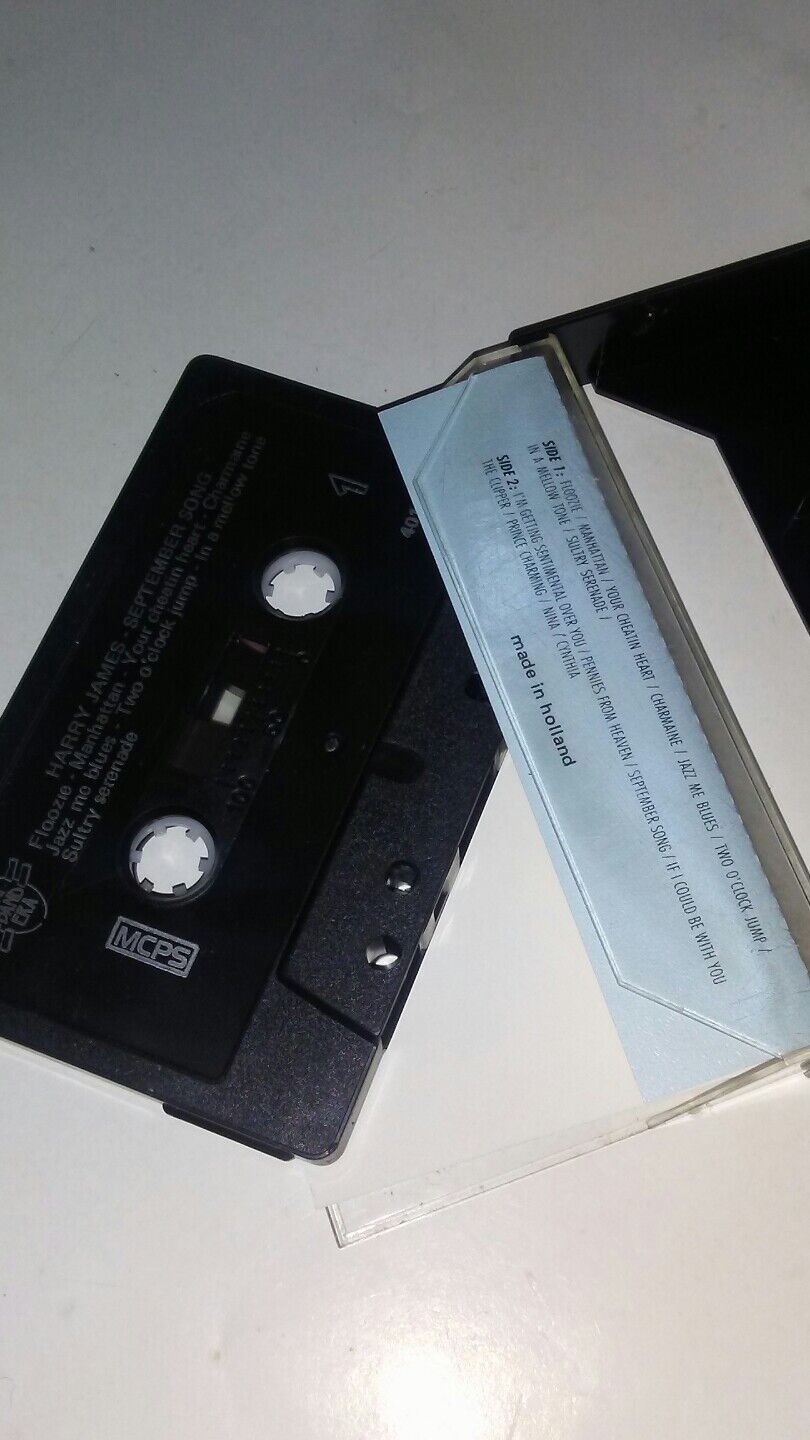 HARRY JAMES - SEPTEMBER SONG
Floozie - Manhattan - Your cheatin heart - Charmaine
Jazz me blues - Two o'clock jump - In a mellow tone
Sultry serenade
1
40
100
MCPS
SIDE 1: FLOOZIE / MANHATTAN / YOUR CHEATIN HEART / CHARMAINE / JAZZ ME BLUES / TWO O'CLOCK JUMP /
IN A MELLOW TONE / SULTRY SERENADE /
SIDE 2: I'M GETTING SENTIMENTAL OVER YOU / PENNIES FROM HEAVEN / SEPTEMBER SONG / IF I COULD BE WITH YOU
THE CLIPPER / PRINCE CHARMING / NINA / CYNTHIA
made in holland